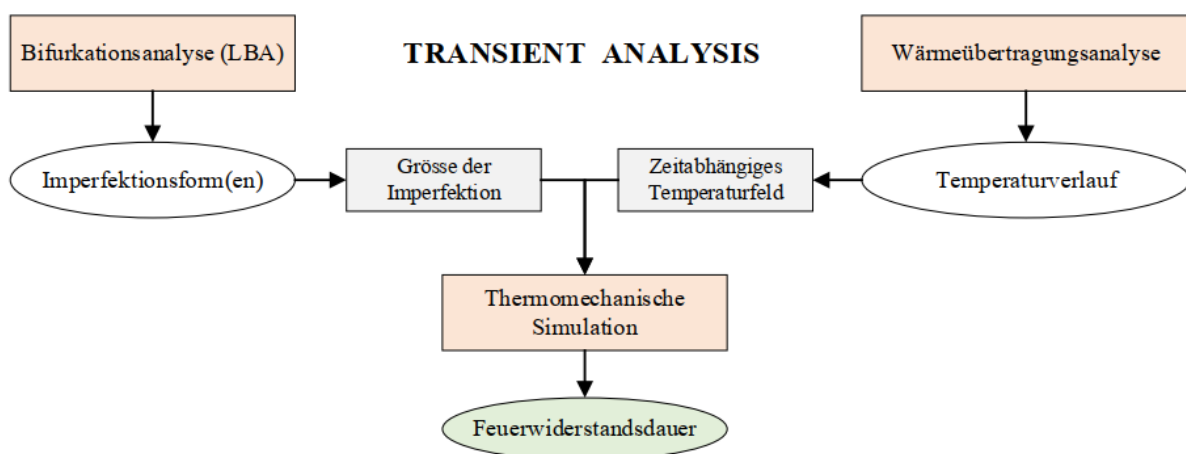 Bifurkationsanalyse (LBA)
TRANSIENT ANALYSIS
Wärmeübertragungsanalyse
Imperfektionsform(en)
Grösse der
Imperfektion
Zeitabhängiges
Temperaturfeld
Temperaturverlauf
Thermomechanische
Simulation
Feuerwiderstandsdauer